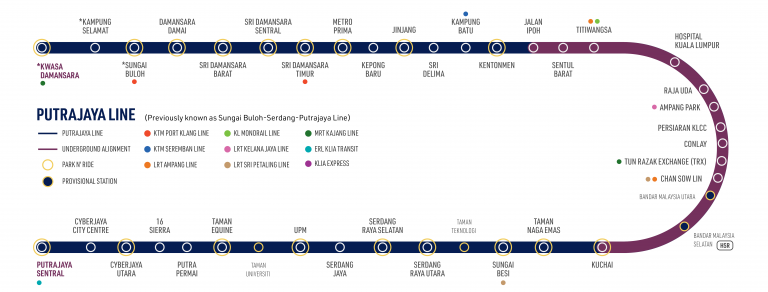 *KAMPUNG
SELAMAT
DAMANSARA
DAMAI
SRI DAMANSARA
SENTRAL
METRO
PRIMA
JINJANG
KAMPUNG
BATU
JALAN
IPOH
TITIWANGSA
HOSPITAL
KUALA LUMPUR
*KWASA
DAMANSARA
*SUNGAI
BULOH
SRI DAMANSARA
BARAT
SRI DAMANSARA
TIMUR
KEPONG
BARU
SRI
DELIMA
KENTONMEN
SENTUL
BARAT
RAJA UDA
AMPANG PARK
PERSIARAN KLCC
CONLAY
TUN RAZAK EXCHANGE (TRX)
CHAN SOW LIN
BANDAR MALAYSIA UTARA
BANDAR MALAYSIA
SELATAN HSR
PUTRAJAYA LINE (Previously known as Sungai Buloh-Serdang-Putrajaya Line)
PUTRAJAYA LINE
UNDERGROUND ALIGNMENT
PARK N' RIDE
PROVISIONAL STATION
KTM PORT KLANG LINE
KTM SEREMBAN LINE
LRT AMPANG LINE
KL MONORAIL LINE
LRT KELANA JAYA LINE
LRT SRI PETALING LINE
MRT KAJANG LINE
ERL KLIA TRANSIT
KLIA EXPRESS
CYBERJAYA
CITY CENTRE
16
SIERRA
TAMAN
EQUINE
UPM
SERDANG
RAYA SELATAN
TAMAN
TEKNOLOGI
TAMAN
NAGA EMAS
PUTRAJAYA
SENTRAL
CYBERJAYA
UTARA
PUTRA
PERMAI
TAMAN
UNIVERSITI
SERDANG
JAYA
SERDANG
RAYA UTARA
SUNGAI
BESI
KUCHAI